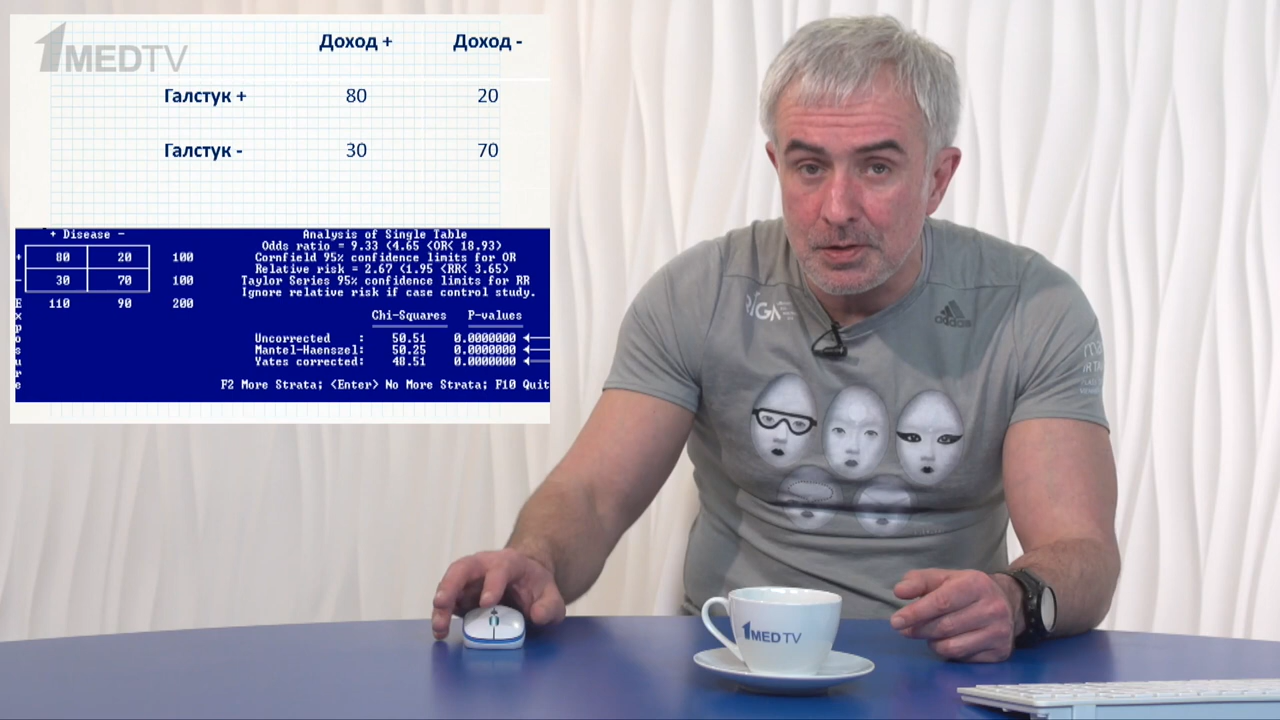 1MEDTV
Доход + Доход -
Галстук + 80 20
Галстук - 30 70
+ Disease -
+ 80 20 100
- 30 70 100
110 90 200
Exposure
Analysis of Single Table
Odds ratio = 9.33 (4.65 <OR< 18.93)
Cornfield 95% confidence limits for OR
Relative risk = 2.67 (1.95 <RR< 3.65)
Taylor Series 95% confidence limits for RR
Ignore relative risk if case control study.
Chi-Squares P-values
Uncorrected : 50.51 0.0000000
Mantel-Haenszel: 50.25 0.0000000
Yates corrected: 48.51 0.0000000
F2 More Strata; <Enter> No More Strata; F10 Quit
RĪGA
adidas
1MEDTV